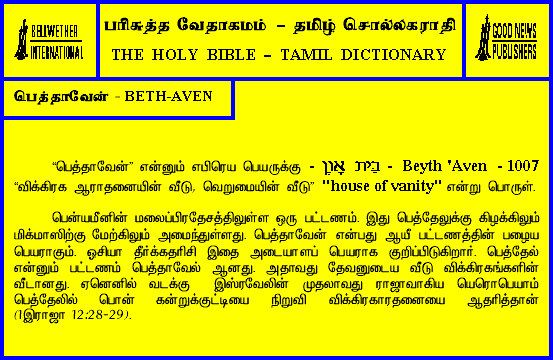 BELLWETHER
INTERNATIONAL
பரிசுத்த வேதாகமம் – தமிழ் சொல்லகராதி
THE HOLY BIBLE – TAMIL DICTIONARY
GOOD NEWS
PUBLISHERS
பெத்தாவேன் - BETH-AVEN
“பெத்தாவேன்” என்னும் எபிரெய பெயருக்கு - בֵּית אָוֶן - Beyth 'Aven - 1007
“விக்கிரக ஆராதனையின் வீடு, வெறுமையின் வீடு” "house of vanity" என்று பொருள்.
பென்யமீனின் மலைப்பிரதேசத்திலுள்ள ஒரு பட்டணம். இது பெத்தேலுக்கு கிழக்கிலும்
மிக்மாஸிற்கு மேற்கிலும் அமைந்துள்ளது. பெத்தாவேன் என்பது ஆயீ பட்டணத்தின் பழைய
பெயராகும். ஓசியா தீர்க்கதரிசி இதை அடையாளப் பெயராக குறிப்பிடுகிறார். பெத்தேல்
என்னும் பட்டணம் பெத்தாவேல் ஆனது. அதாவது தேவனுடைய வீடு விக்கிரகங்களின்
வீடானது. ஏனெனில் வடக்கு இஸ்ரவேலின் முதலாவது ராஜாவாகிய யெரொபெயாம்
பெத்தேலில் பொன் கன்றுக்குட்டியை நிறுவி விக்கிரகாராதனையை ஆதரித்தான்
(1இராஜா 12:28-29).